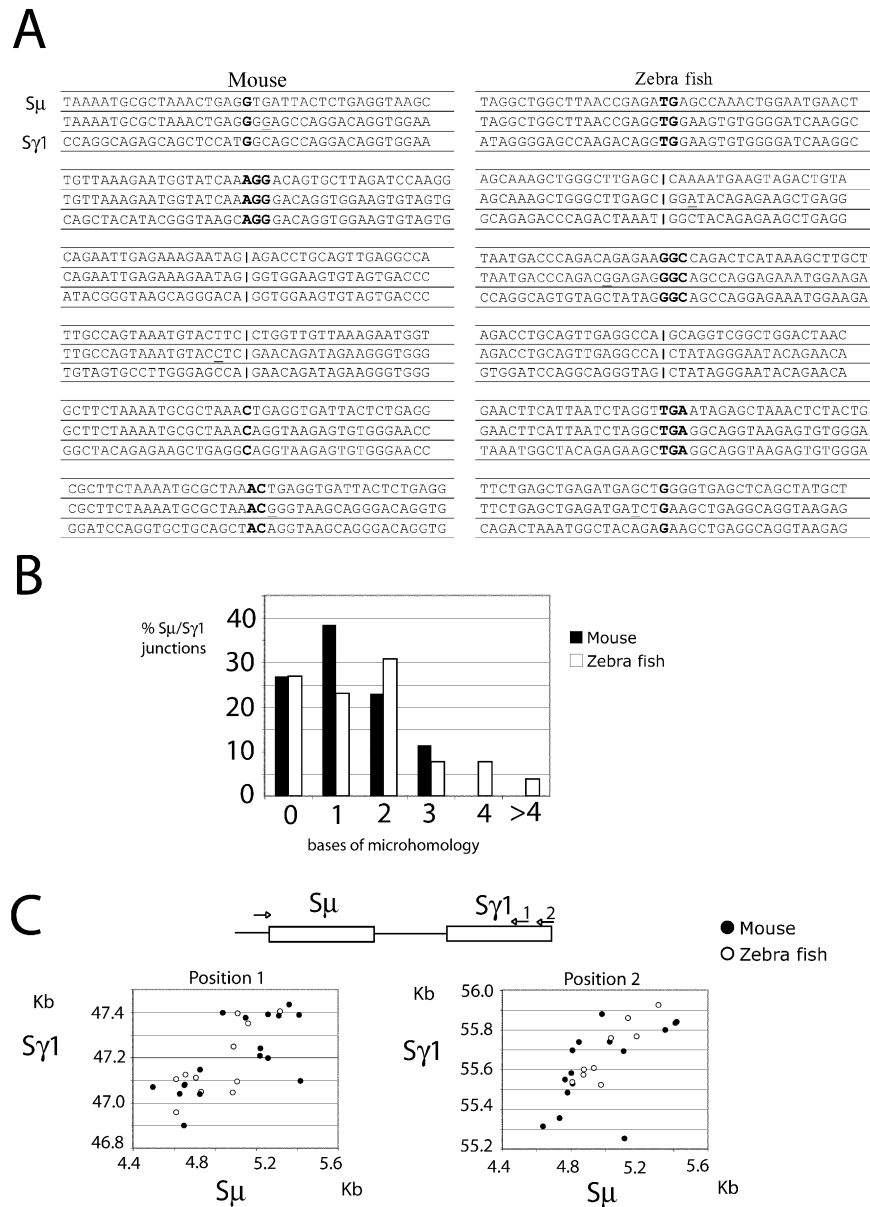 A
Mouse
Sμ
TAAAATGCGCTAAACTGAGGTGATTACTCTGAGGTAAGC
TAAAATGCGCTAAACTGAGGGGAGCCAGGACAGGTGGAA
Sγ1
CCAGGCAGAGCAGCTCCATGGCAGCCAGGACAGGTGGAA
TGTTAAAGAATGGTATCAAAGGACAGTGCTTAGATCCAAGG
TGTTAAAGAATGGTATCAAAGGGACAGGTGGAAGTGTAGTG
CAGCTACATACGGGTAAGCAGGGACAGGTGGAAGTGTAGTG
CAGAATTGAGAAAGAATAG|AGACCTGCAGTTGAGGCCA
CAGAATTGAGAAAGAATAG|GGTGGAAGTGTAGTGACCC
ATACGGGTAAGCAGGGACA|GGTGGAAGTGTAGTGACCC
TTGCCAGTAAATGTACTTC|CTGGTTGTTAAAGAATGGT
TTGCCAGTAAATGTACCTC|GAACAGATAGAAGGGTGGG
TGTAGTGCCTTGGGAGCCA|GAACAGATAGAAGGGTGGG
GCTTCTAAAATGCGCTAAACTGAGGTGATTACTCTGAGG
GCTTCTAAAATGCGCTAAACAGGTAAGAGTGTGGGAACC
GGCTACAGAGAAGCTGAGGCAGGTAAGAGTGTGGGAACC
CGCTTCTAAAATGCGCTAAACTGAGGTGATTACTCTGAGG
CGCTTCTAAAATGCGCTAAACGGGTAAGCAGGGACAGGTG
GGATCCAGGTGCTGCAGCTACAGGTAAGCAGGGACAGGTG
Zebra fish
TAGGCTGGCTTAACCGAGATGAGCCAAACTGGAATGAACT
TAGGCTGGCTTAACCGAGGTGGAAGTGTGGGGATCAAGGC
ATAGGGGAGCCAAGACAGGTGGAAGTGTGGGGATCAAGGC
AGCAAAGCTGGGCTTGAGC|CAAAATGAAGTAGACTGTA
AGCAAAGCTGGGCTTGAGC|GGATACAGAGAAGCTGAGG
GCAGAGACCCAGACTAAAT|GGCTACAGAGAAGCTGAGG
TAATGACCCAGACAGAGAAGGCCAGACTCATAAAGCTTGCT
TAATGACCCAGACGGAGAGGGCAGCCAGGAGAAATGGAAGA
CCAGGCAGTGTAGCTATAGGGCAGCCAGGAGAAATGGAAGA
AGACCTGCAGTTGAGGCCA|GCAGGTCGGCTGGACTAAC
AGACCTGCAGTTGAGGCCA|CTATAGGGAATACAGAACA
GTGGATCCAGGCAGGGTAG|CTATAGGGAATACAGAACA
GAACTTCATTAATCTAGGTTGAATAGAGCTAAACTCTACTG
GAACTTCATTAATCTAGGTTGAGGCAGGTAAGAGTGTGGGA
TAAATGGCTACAGAGAAGCTGAGGCAGGTAAGAGTGTGGGA
TTCTGAGCTGAGATGAGCTGGGGTGAGCTCAGCTATGCT
TTCTGAGCTGAGATGATCTGAAGCTGAGGCAGGTAAGAG
CAGACTAAATGGCTACAGAGAAGCTGAGGCAGGTAAGAG
B
% Sμ/Sγ1
junctions
40
30
20
10
0
0 1 2 3 4 >4
bases of microhomology
Mouse
Zebra fish
C
Sμ
Sγ1
1 2
Mouse
Zebra fish
Position 1
Kb
Sγ1
47.4
47.2
47.0
46.8
4.4 4.8 5.2 5.6
Sμ
Kb
Position 2
Kb
Sγ1
56.0
55.8
55.6
55.4
55.2
4.4 4.8 5.2 5.6
Sμ
Kb